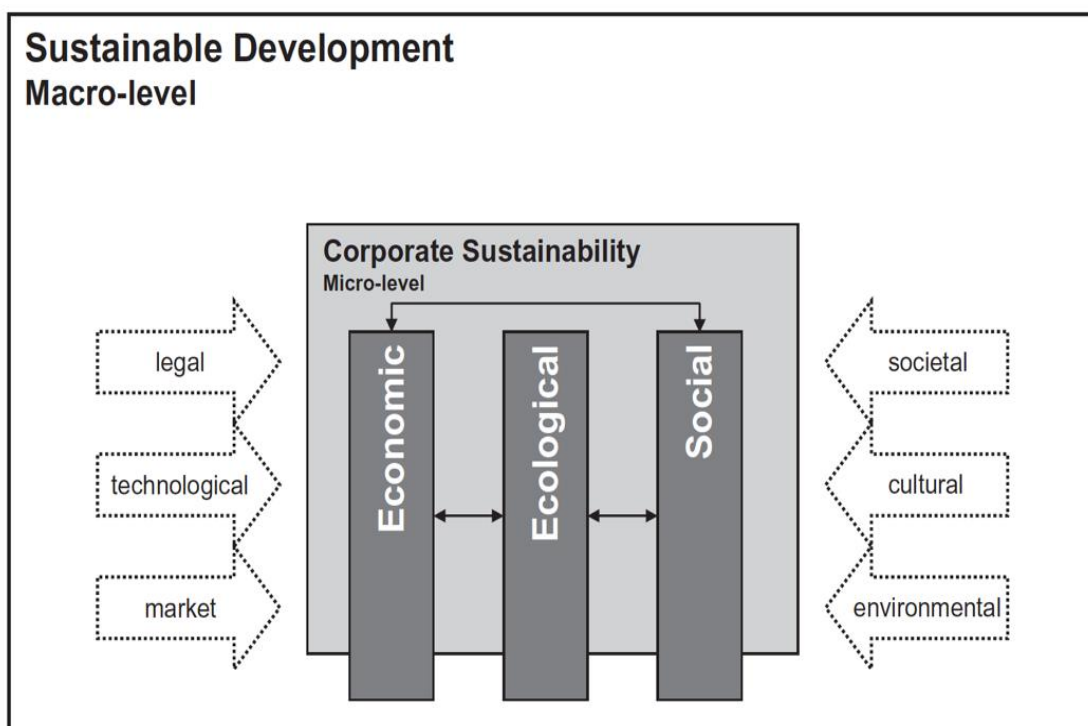 Sustainable Development
Macro-level
Corporate Sustainability
Micro-level
legal
technological
market
Economic
Ecological
Social
societal
cultural
environmental